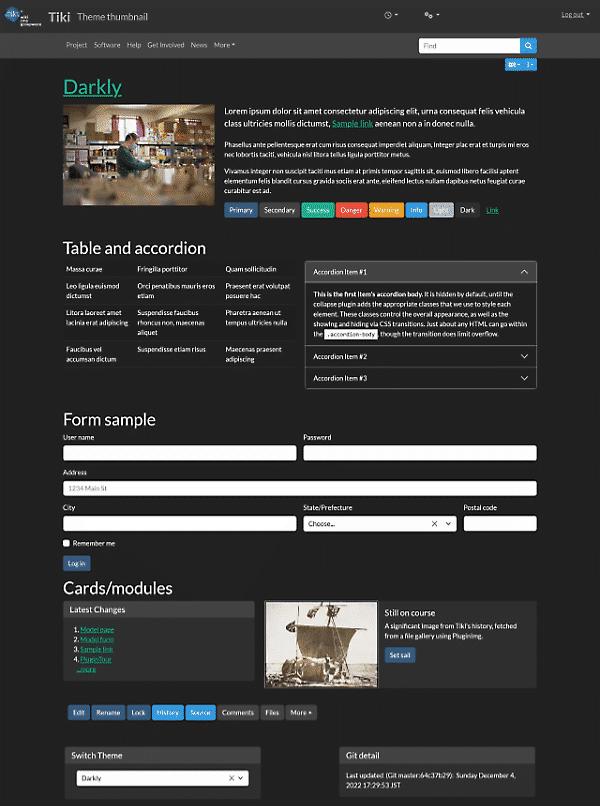 Tiki Theme thumbnail
Log out
Project Software Help Get Involved News More
Find
Darkly
Lorem ipsum dolor sit amet consectetur adipiscing elit, urna consequat felis vehicula
class ultricies mollis dictumst, Sample link aenean non a in donec nulla.
Phasellus ante pellentesque erat cum risus consequat imperdiet aliquam, Integer plac erat et turpis mi eros
nec lobortis taciti, vehicula nisl litora tellus ligula porttitor metus.
Vivamus integer non suscipit taciti mus etiam at primis tempor sagittis sit, euismod libero facilisi aptent
elementum felis blandit cursus gravida sociis erat ante, eleifend lectus nullam dapibus netus feugiat curae
curabitur est ad.
Primary Secondary Success Danger Warning Info Light Dark Link
Table and accordion
Massa curae Fringilla porttitor Quam sollicitudin
Leo ligula euismod dictumst Orci penatibus mauris eros etiam Praesent erat volutpat posuere hac
Litora laoreet amet lacinia erat adipiscing Suspendisse faucibus rhoncus non, maecenas aliquet Pharetra aenean ut tempus ultricies nulla
Faucibus vel accumsan dictum Suspendisse etiam risus Maecenas praesent adipiscing
Accordion Item #1
This is the first item's accordion body. It is hidden by default, until the
collapse plugin adds the appropriate classes that we use to style each
element. These classes control the overall appearance, as well as the
showing and hiding via CSS transitions. Just about any HTML can go within
the .accordion-body, though the transition does limit overflow.
Accordion Item #2
Accordion Item #3
Form sample
User name Password
Address
1234 Main St
City State/Prefecture Postal code
Choose...
Remember me
Log in
Cards/modules
Latest Changes
1. Model page
2. Model form
3. Sample link
4. PluginTour
...more
Still on course
A significant image from Tiki's history, fetched
from a file gallery using PluginImg.
Set sail
Edit Rename Lock History Source Comments Files More
Switch Theme
Darkly
Git detail
Last updated (Git master:64c37b29): Sunday December 4,
2022 17:29:53 JST